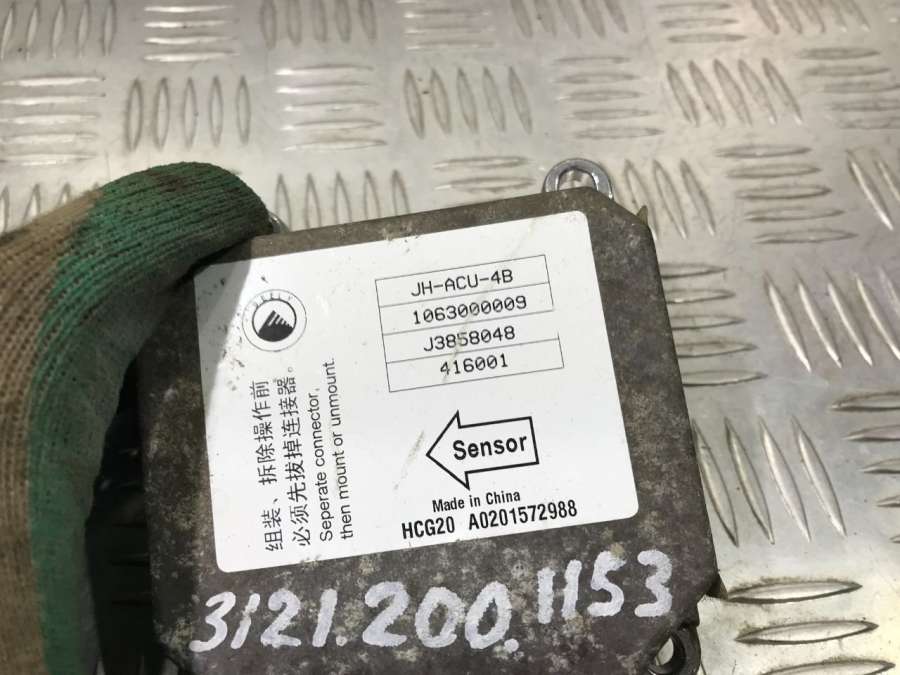 GEELY
JH-ACU-4B
1063000009
J3858048
416001
组装、拆除操作前
必须先拔掉连接器。
Seperate connector,
then mount or unmount.
Sensor
Made in China
HCG20 A0201572988
3121.200.1153